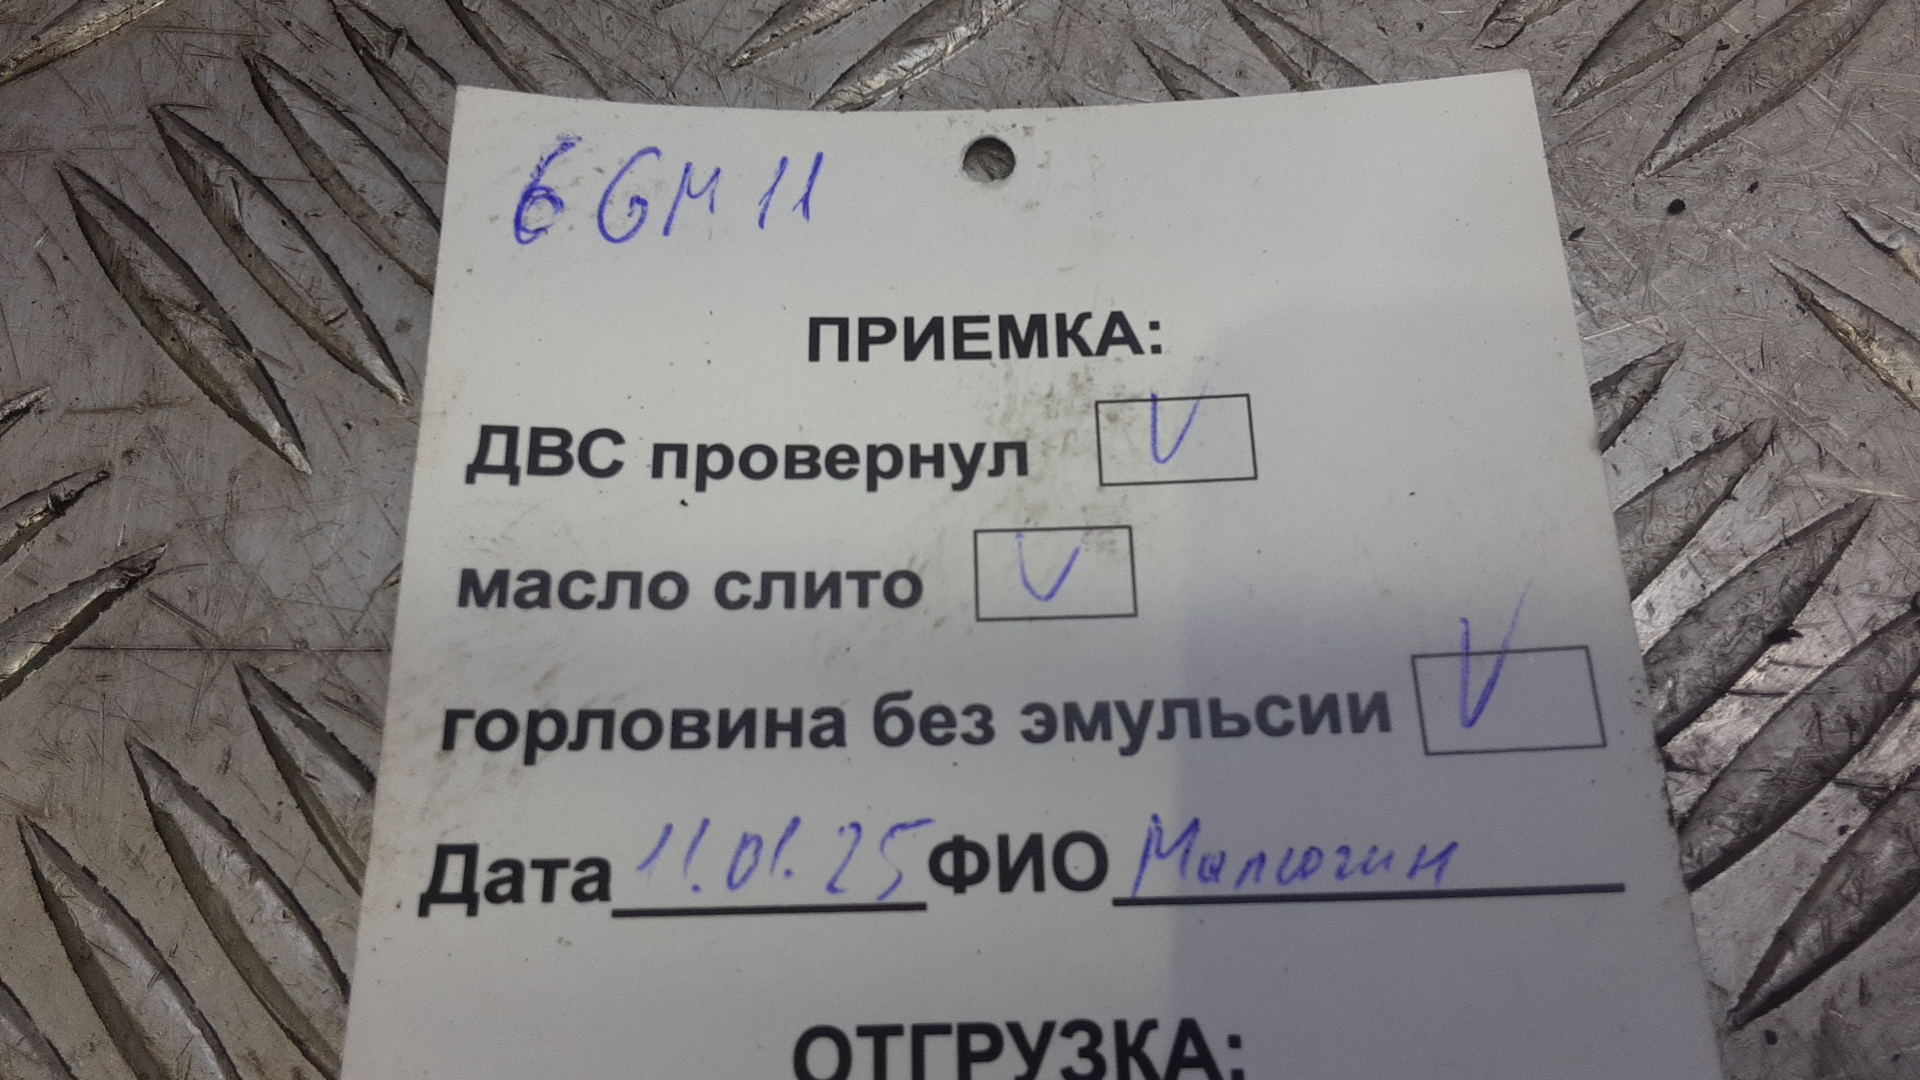 6GM11
ПРИЕМКА:
ДВС провернул V
масло слито V
горловина без эмульсии V
Дата 11.01.25 ФИО Малюгин
ОТГРУЗКА: